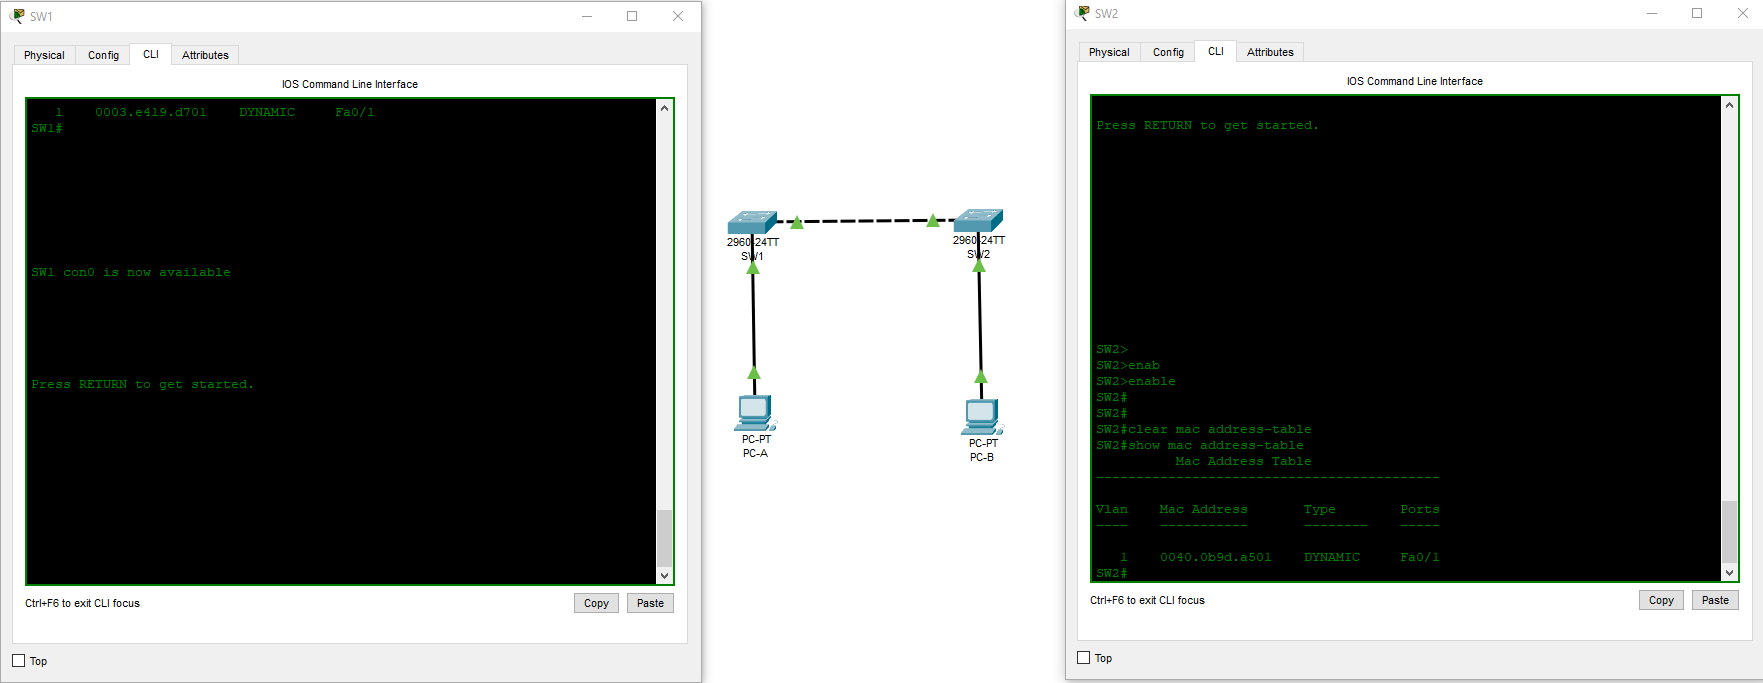 SW1
Physical Config CLI Attributes
IOS Command Line Interface
1 0003.e419.d701 DYNAMIC Fa0/1
SW1#
SW1 con0 is now available
Press RETURN to get started.
Ctrl+F6 to exit CLI focus
Copy Paste
Top
2960-24TT
SW1
2960-24TT
SW2
PC-PT
PC-A
PC-PT
PC-B
SW2
Physical Config CLI Attributes
IOS Command Line Interface
Press RETURN to get started.
SW2>
SW2>enab
SW2>enable
SW2#
SW2#
SW2#clear mac address-table
SW2#show mac address-table
Mac Address Table
-------------------------------------------
Vlan Mac Address Type Ports
---- ----------- -------- -----
1 0040.0b9d.a501 DYNAMIC Fa0/1
SW2#
Ctrl+F6 to exit CLI focus
Copy Paste
Top